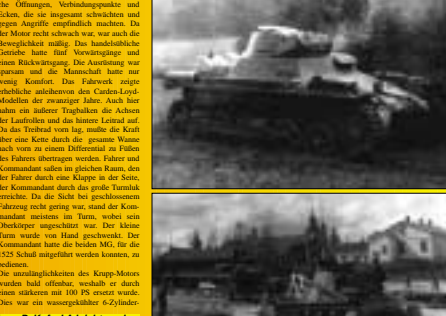 che Öffnungen, Verbindungspunkte und
Ecken, die sie insgesamt schwächten und
gegen Angriffe empfindlich machten. Da
der Motor recht schwach war, war auch die
Beweglichkeit mäßig. Das handelsübliche
Getriebe hatte fünf Vorwärtsgänge und
einen Rückwärtsgang. Die Ausrüstung war
sparsam und die Mannschaft hatte nur
wenig Komfort. Das Fahrwerk zeigte
erhebliche anleihenvon den Carden-Loyd-
Modellen der zwanziger Jahre. Auch hier
nahm ein äußerer Tragbalken die Achsen
der Laufrollen und das hintere Leitrad auf.
Da das Treibrad vorn lag, mußte die Kraft
über eine Kette durch die gesamte Wanne
nach vorn zu einem Differential zu Füßen
des Fahrers übertragen werden. Fahrer und
Kommandant saßen im gleichen Raum, den
der Fahrer durch eine Klappe in der Seite,
der Kommandant durch das große Turmluk
erreichte. Da die Sicht bei geschlossenem
Fahrzeug recht gering war, stand der Kom-
mandant meistens im Turm, wobei sein
Oberkörper ungeschützt war. Der kleine
Turm wurde von Hand geschwenkt. Der
Kommandant hatte die beiden MG, für die
1525 Schuß mitgeführt werden konnten, zu
bedienen.
Die unzulänglichkeiten des Krupp-Motors
wurden bald offenbar, weshalb er durch
einen stärkeren mit 100 PS ersetzt wurde.
Dies war ein wassergekühlter 6-Zylinder-